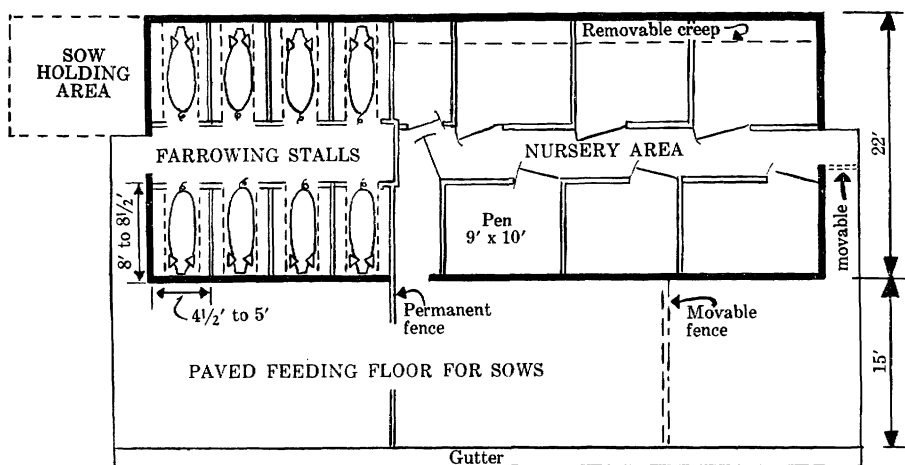 SOW
HOLDING
AREA
Removable creep
FARROWING STALLS
NURSERY AREA
22'
8' to 8½'
Pen
9' x 10'
movable
4½' to 5'
Permanent
fence
Movable
fence
PAVED FEEDING FLOOR FOR SOWS
15'
Gutter